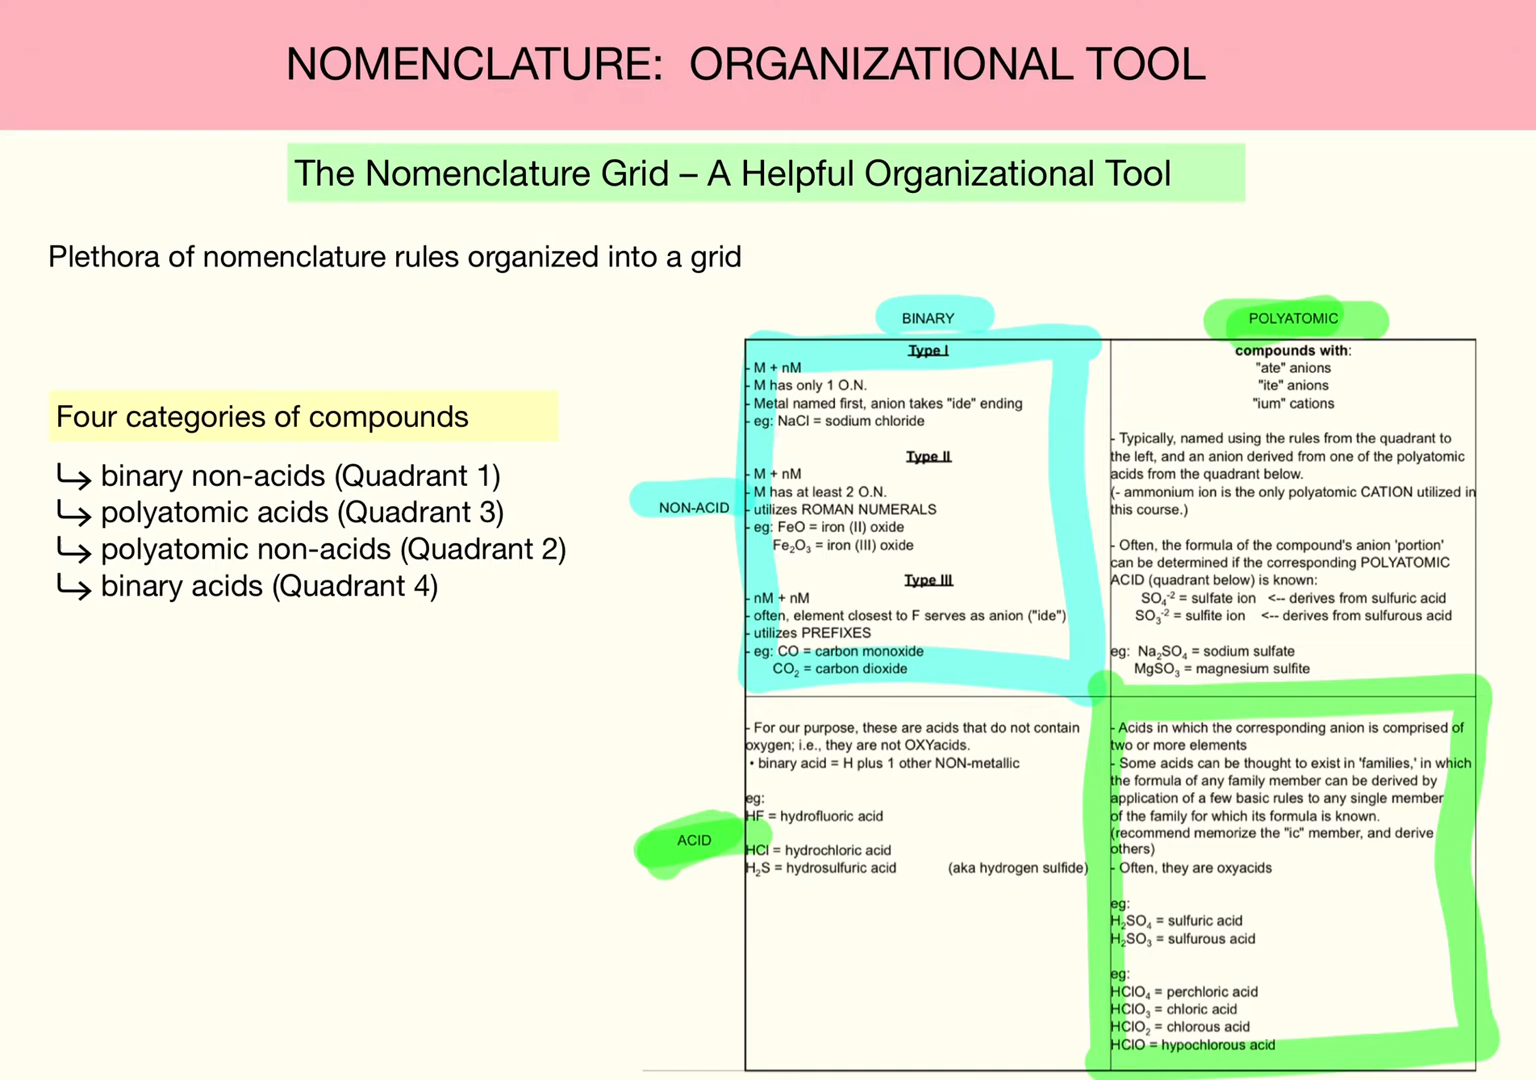 NOMENCLATURE: ORGANIZATIONAL TOOL
The Nomenclature Grid – A Helpful Organizational Tool
Plethora of nomenclature rules organized into a grid
Four categories of compounds
↳ binary non-acids (Quadrant 1)
↳ polyatomic acids (Quadrant 3)
↳ polyatomic non-acids (Quadrant 2)
↳ binary acids (Quadrant 4)
BINARY
POLYATOMIC
NON-ACID
Type I
- M + nM
- M has only 1 O.N.
- Metal named first, anion takes "ide" ending
- eg: NaCl = sodium chloride
Type II
- M + nM
- M has at least 2 O.N.
- utilizes ROMAN NUMERALS
- eg: FeO = iron (II) oxide
Fe₂O₃ = iron (III) oxide
Type III
- nM + nM
- often, element closest to F serves as anion ("ide")
- utilizes PREFIXES
- eg: CO = carbon monoxide
CO₂ = carbon dioxide
compounds with:
"ate" anions
"ite" anions
"ium" cations
- Typically, named using the rules from the quadrant to
the left, and an anion derived from one of the polyatomic
acids from the quadrant below.
(- ammonium ion is the only polyatomic CATION utilized in
this course.)
- Often, the formula of the compound's anion 'portion'
can be determined if the corresponding POLYATOMIC
ACID (quadrant below) is known:
SO₄⁻² = sulfate ion <-- derives from sulfuric acid
SO₃⁻² = sulfite ion <-- derives from sulfurous acid
eg: Na₂SO₄ = sodium sulfate
MgSO₃ = magnesium sulfite
ACID
- For our purpose, these are acids that do not contain
oxygen; i.e., they are not OXYacids.
• binary acid = H plus 1 other NON-metallic
eg:
HF = hydrofluoric acid
HCl = hydrochloric acid
H₂S = hydrosulfuric acid (aka hydrogen sulfide)
- Acids in which the corresponding anion is comprised of
two or more elements
- Some acids can be thought to exist in 'families,' in which
the formula of any family member can be derived by
application of a few basic rules to any single member
of the family for which its formula is known.
(recommend memorize the "ic" member, and derive
others)
- Often, they are oxyacids
eg:
H₂SO₄ = sulfuric acid
H₂SO₃ = sulfurous acid
eg:
HClO₄ = perchloric acid
HClO₃ = chloric acid
HClO₂ = chlorous acid
HClO = hypochlorous acid